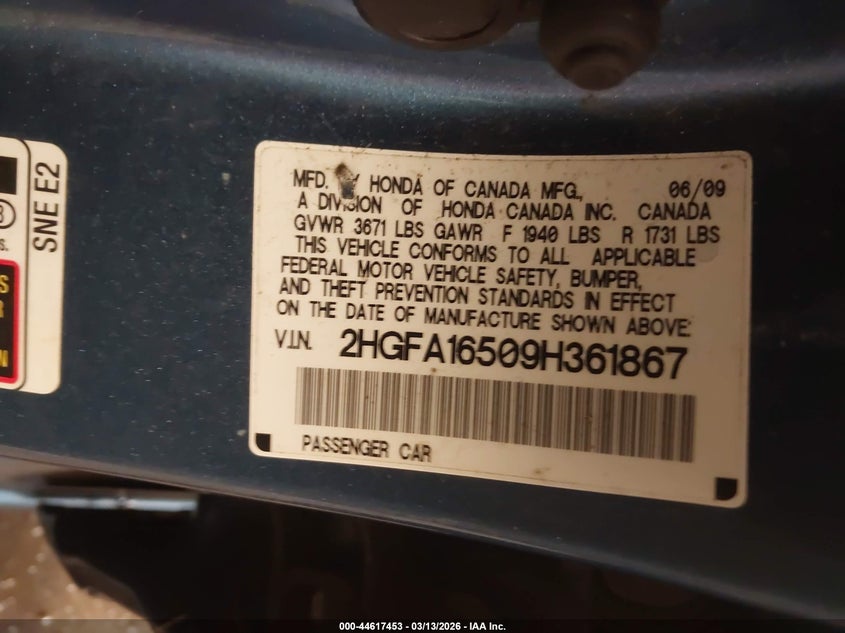 SNE E2
S.
S
R
N
MFD. HONDA OF CANADA MFG., 06/09
A DIVISION OF HONDA CANADA INC. CANADA
GVWR 3671 LBS GAWR F 1940 LBS R 1731 LBS
THIS VEHICLE CONFORMS TO ALL APPLICABLE
FEDERAL MOTOR VEHICLE SAFETY, BUMPER,
AND THEFT PREVENTION STANDARDS IN EFFECT
ON THE DATE OF MANUFACTURE SHOWN ABOVE:
V.I.N. 2HGFA16509H361867
PASSENGER CAR
000-44617453 - 03/13/2026 - IAA Inc.